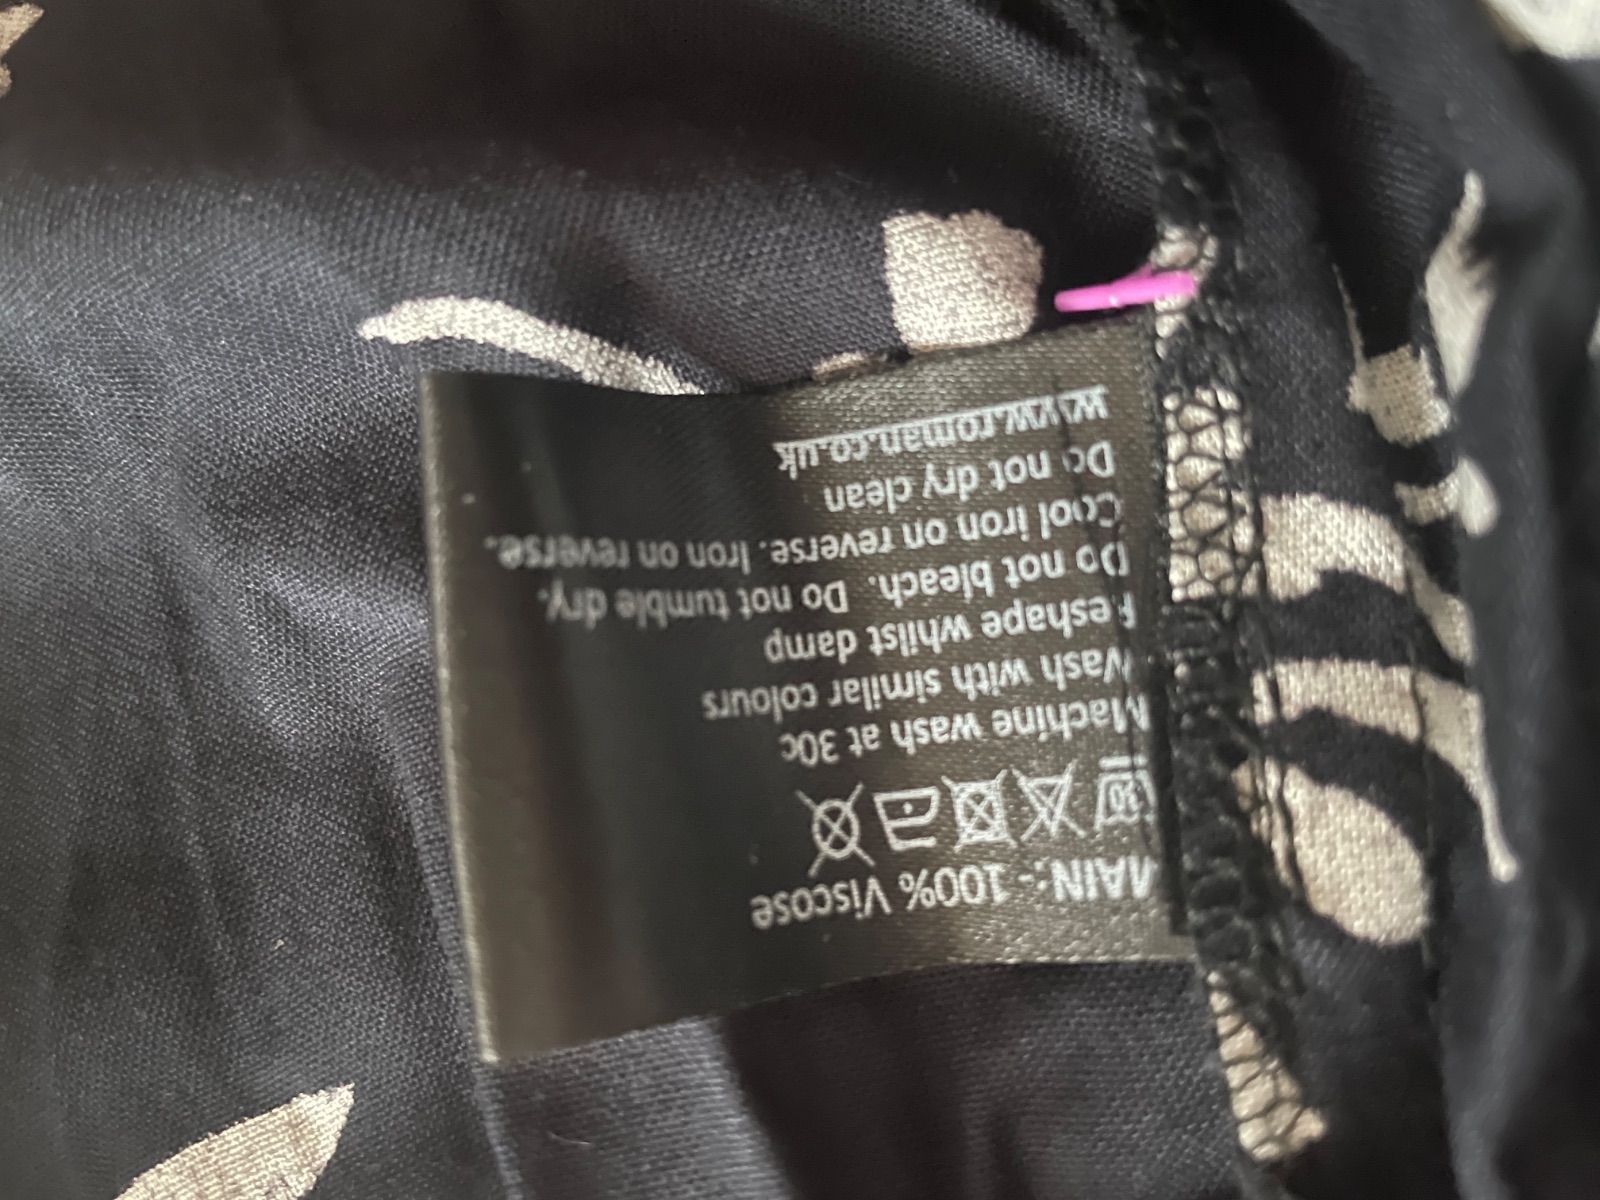 MAIN:- 100% Viscose
30
Machine wash at 30c
Wash with similar colours
Reshape whilst damp
Do not bleach. Do not tumble dry.
Cool iron on reverse. Iron on reverse.
Do not dry clean
www.roman.co.uk